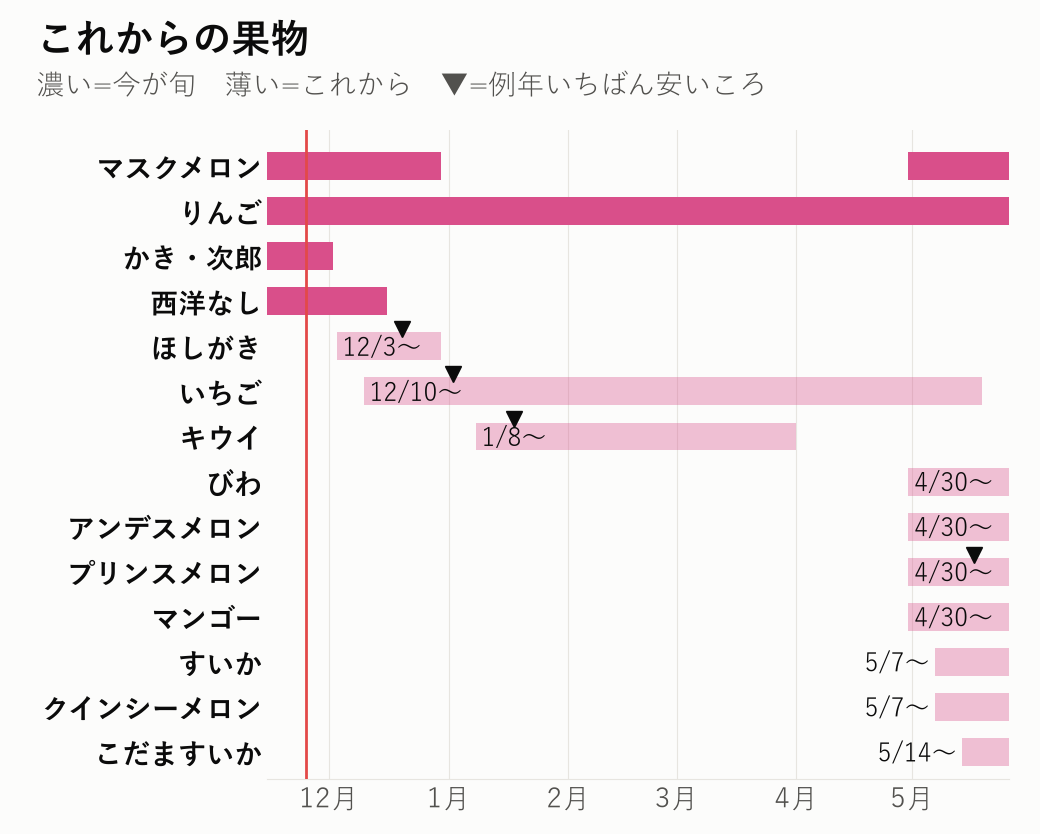 これからの果物
濃い=今が旬　薄い=これから　▼=例年いちばん安いころ
マスクメロン
りんご
かき・次郎
西洋なし
ほしがき 12/3〜
いちご 12/10〜
キウイ 1/8〜
びわ 4/30〜
アンデスメロン 4/30〜
プリンスメロン 4/30〜
マンゴー 4/30〜
すいか 5/7〜
クインシーメロン 5/7〜
こだますいか 5/14〜
12月 1月 2月 3月 4月 5月